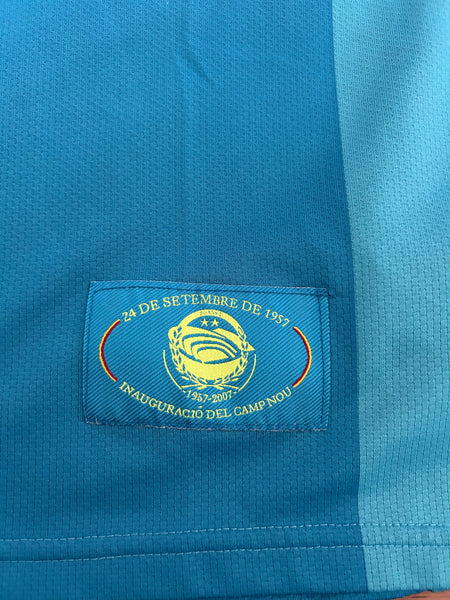 24 DE SETEMBRE DE 1957
-1957-2007-
INAUGURACIÓ DEL CAMP NOU